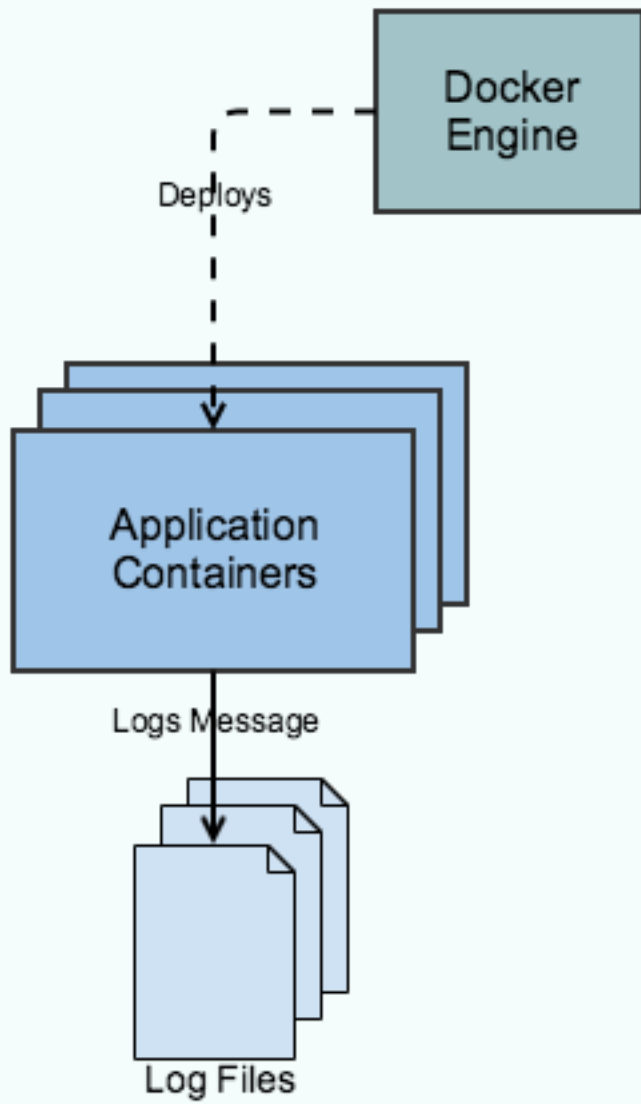 Docker
Engine
Deploys
Application
Containers
Logs Message
Log Files